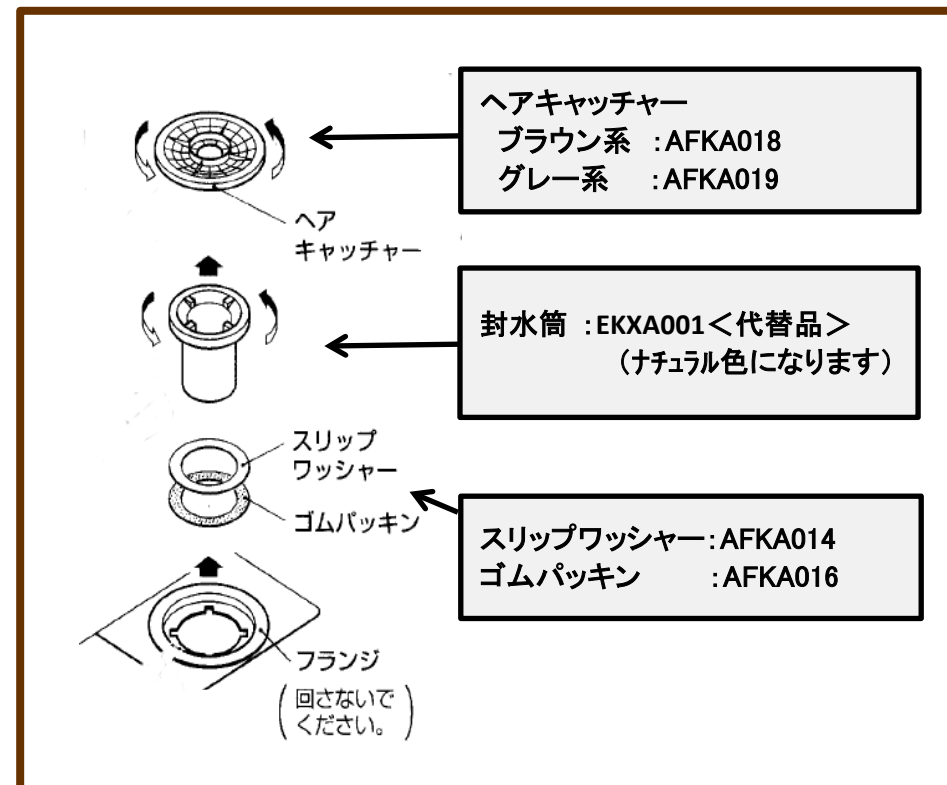 ヘアキャッチャー
ブラウン系 :AFKA018
グレー系 :AFKA019
ヘア
キャッチャー
封水筒 :EKXA001<代替品>
(ナチュラル色になります)
スリップ
ワッシャー
ゴムパッキン
スリップワッシャー:AFKA014
ゴムパッキン :AFKA016
フランジ
(回さないで
ください。)